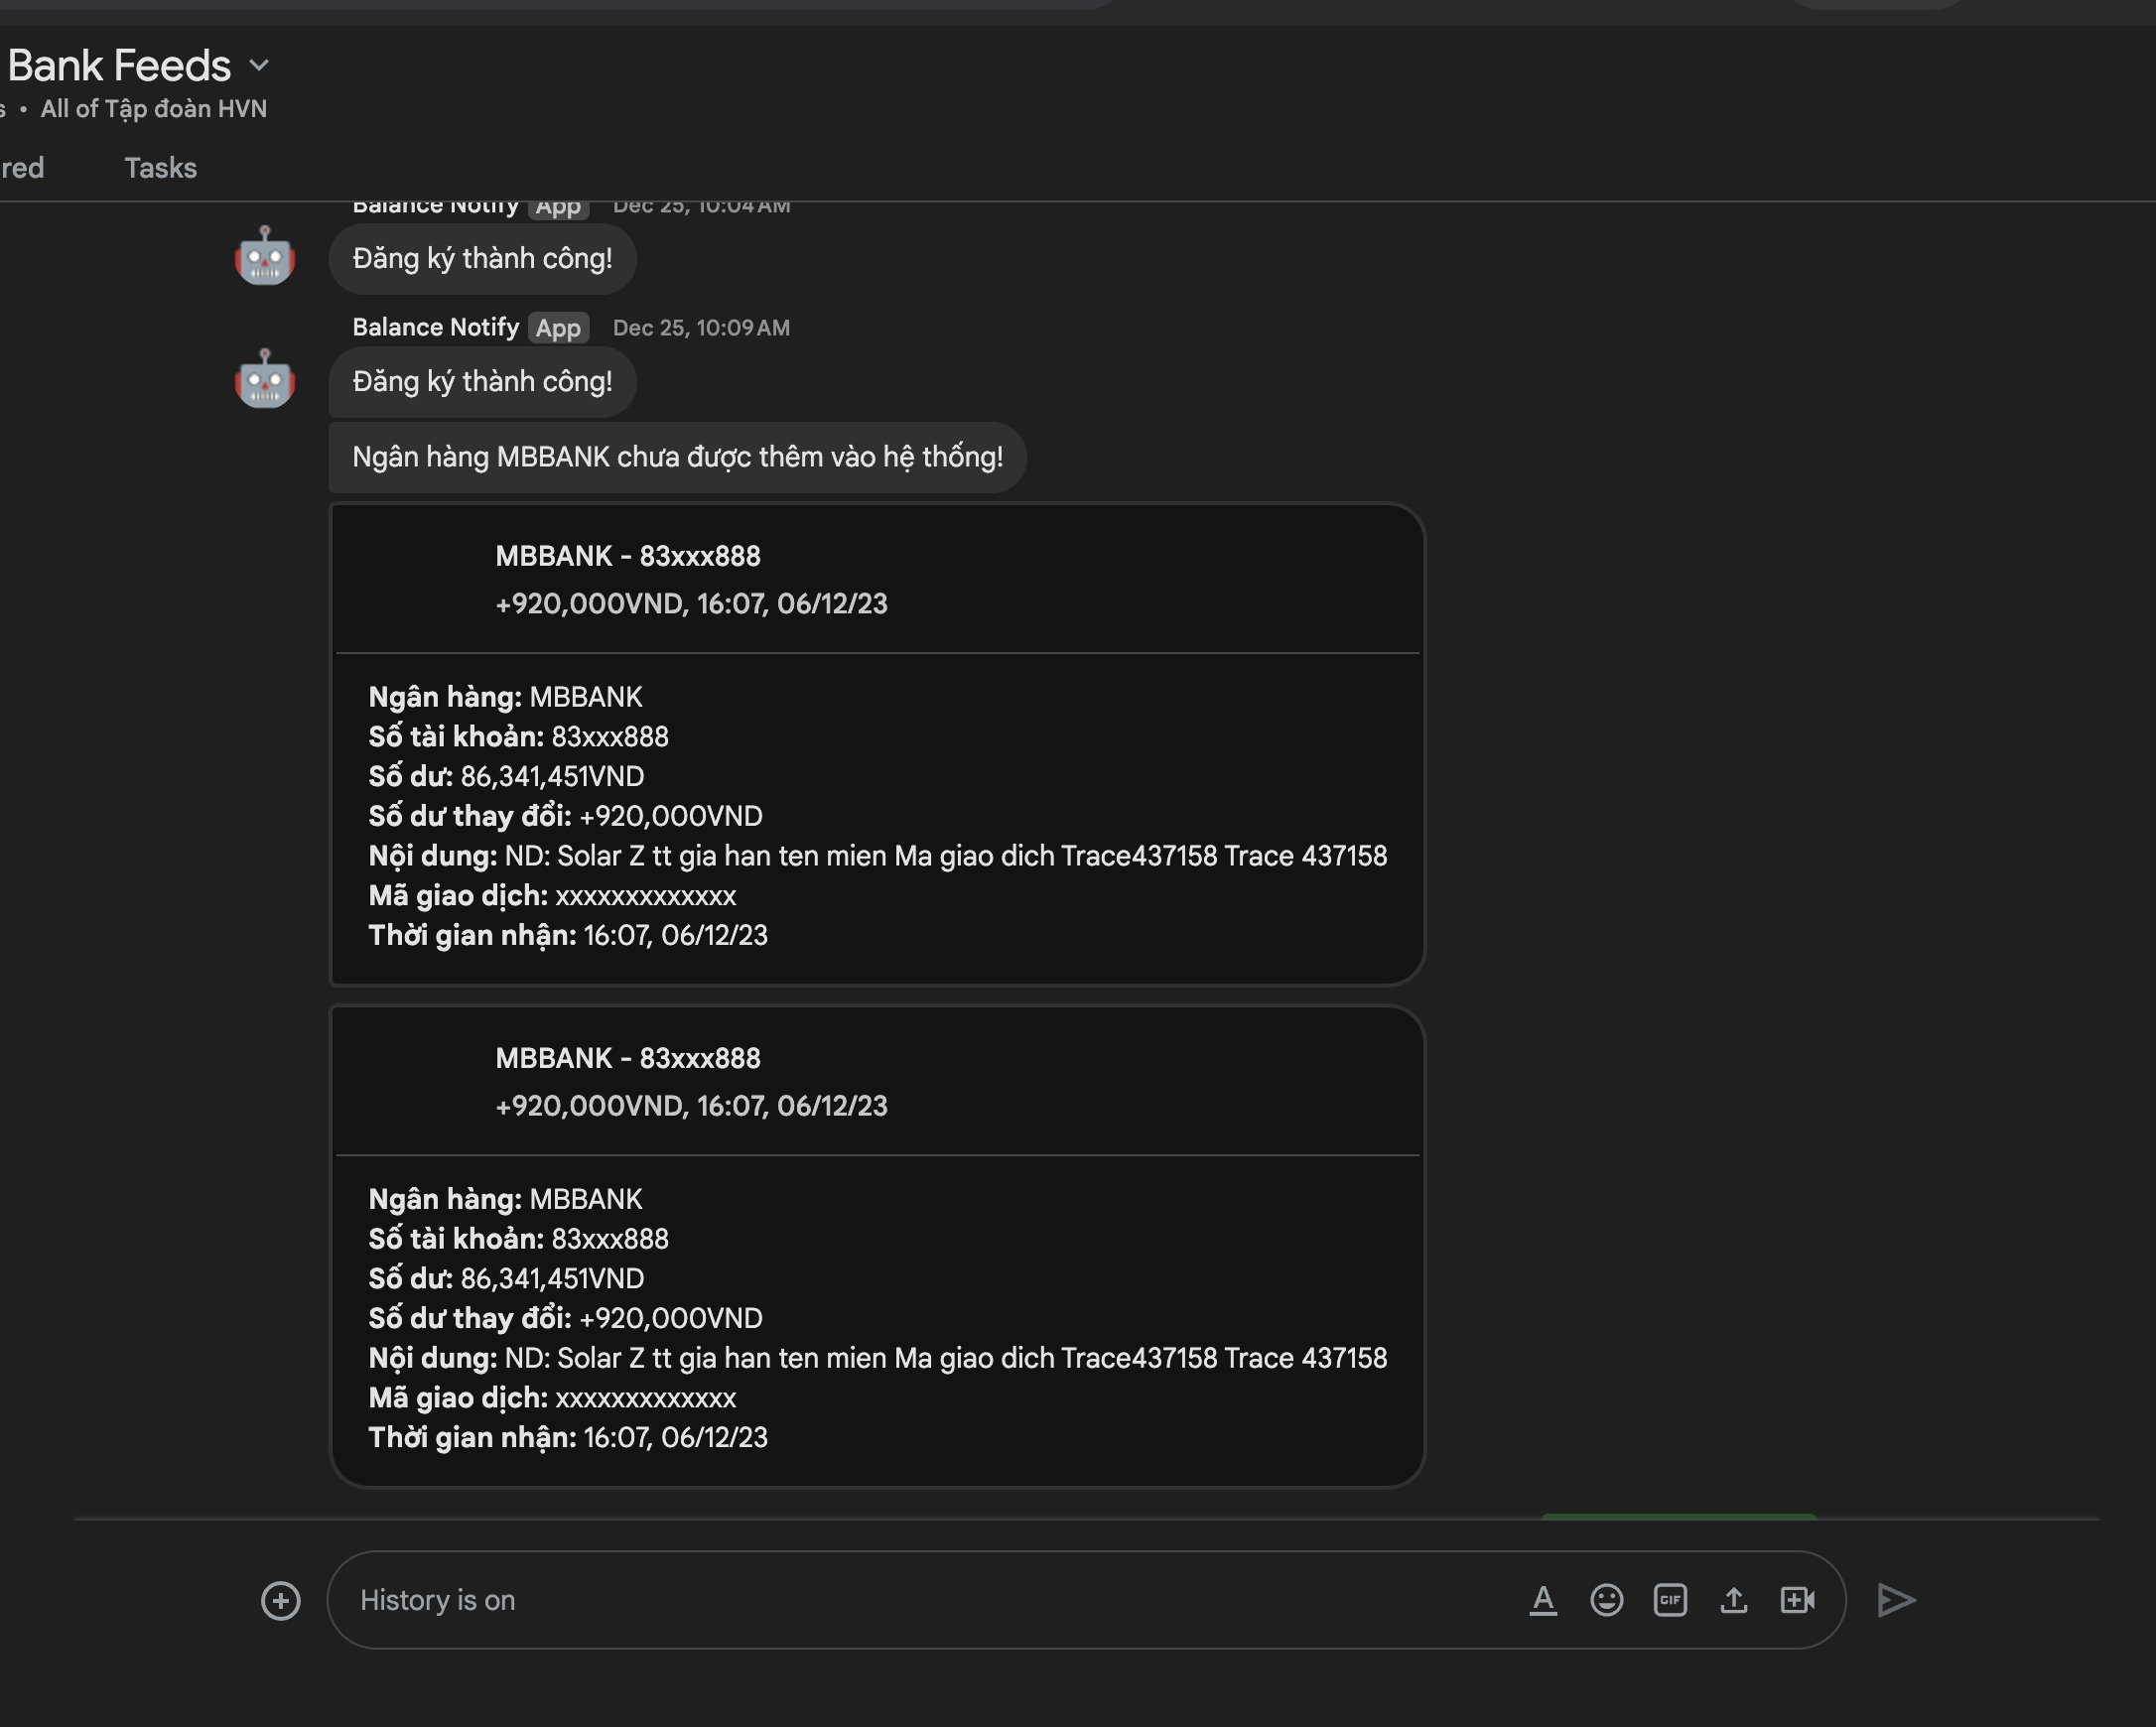 Bank Feeds
s • All of Tập đoàn HVN
red Tasks
Balance Notify App Dec 25, 10:04 AM
Đăng ký thành công!
Balance Notify App Dec 25, 10:09 AM
Đăng ký thành công!
Ngân hàng MBBANK chưa được thêm vào hệ thống!
MBBANK - 83xxx888
+920,000VND, 16:07, 06/12/23
Ngân hàng: MBBANK
Số tài khoản: 83xxx888
Số dư: 86,341,451VND
Số dư thay đổi: +920,000VND
Nội dung: ND: Solar Z tt gia han ten mien Ma giao dich Trace437158 Trace 437158
Mã giao dịch: xxxxxxxxxxxxx
Thời gian nhận: 16:07, 06/12/23
MBBANK - 83xxx888
+920,000VND, 16:07, 06/12/23
Ngân hàng: MBBANK
Số tài khoản: 83xxx888
Số dư: 86,341,451VND
Số dư thay đổi: +920,000VND
Nội dung: ND: Solar Z tt gia han ten mien Ma giao dich Trace437158 Trace 437158
Mã giao dịch: xxxxxxxxxxxxx
Thời gian nhận: 16:07, 06/12/23
History is on
A
GIF